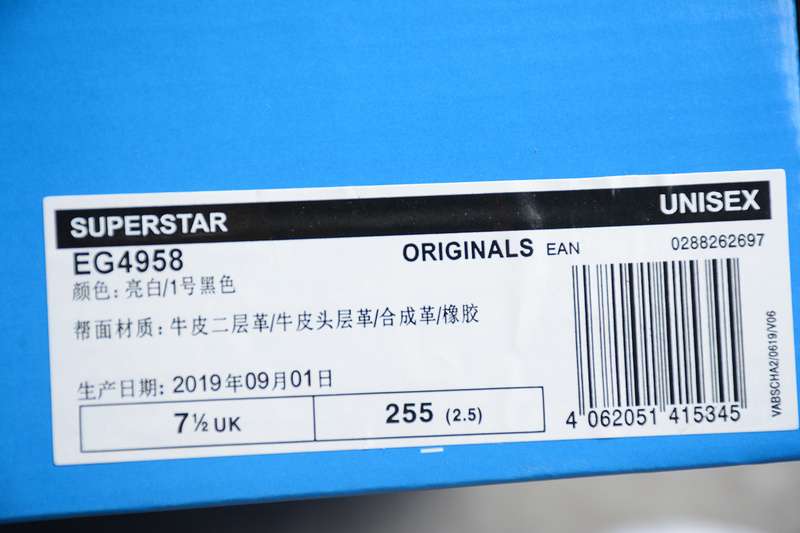 SUPERSTAR UNISEX
EG4958 ORIGINALS EAN 0288262697
颜色: 亮白/1号黑色
帮面材质: 牛皮二层革/牛皮头层革/合成革/橡胶
生产日期: 2019年09月01日
7½ UK 255 (2.5)
4 062051 415345
VABSCHA2/0619/V06